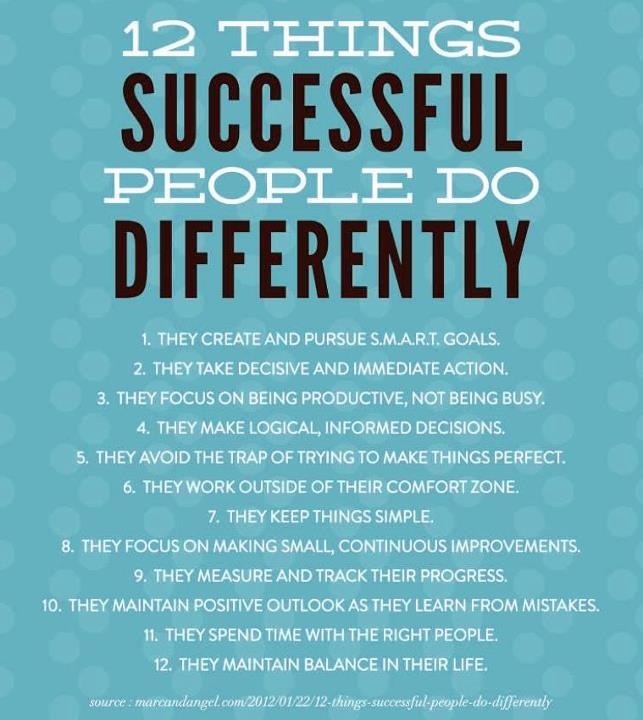 12 THINGS
SUCCESSFUL
PEOPLE DO
DIFFERENTLY
1. THEY CREATE AND PURSUE S.M.A.R.T. GOALS.
2. THEY TAKE DECISIVE AND IMMEDIATE ACTION.
3. THEY FOCUS ON BEING PRODUCTIVE, NOT BEING BUSY.
4. THEY MAKE LOGICAL, INFORMED DECISIONS.
5. THEY AVOID THE TRAP OF TRYING TO MAKE THINGS PERFECT.
6. THEY WORK OUTSIDE OF THEIR COMFORT ZONE.
7. THEY KEEP THINGS SIMPLE.
8. THEY FOCUS ON MAKING SMALL, CONTINUOUS IMPROVEMENTS.
9. THEY MEASURE AND TRACK THEIR PROGRESS.
10. THEY MAINTAIN POSITIVE OUTLOOK AS THEY LEARN FROM MISTAKES.
11. THEY SPEND TIME WITH THE RIGHT PEOPLE.
12. THEY MAINTAIN BALANCE IN THEIR LIFE.
source : marcandangel.com/2012/01/22/12-things-successful-people-do-differently